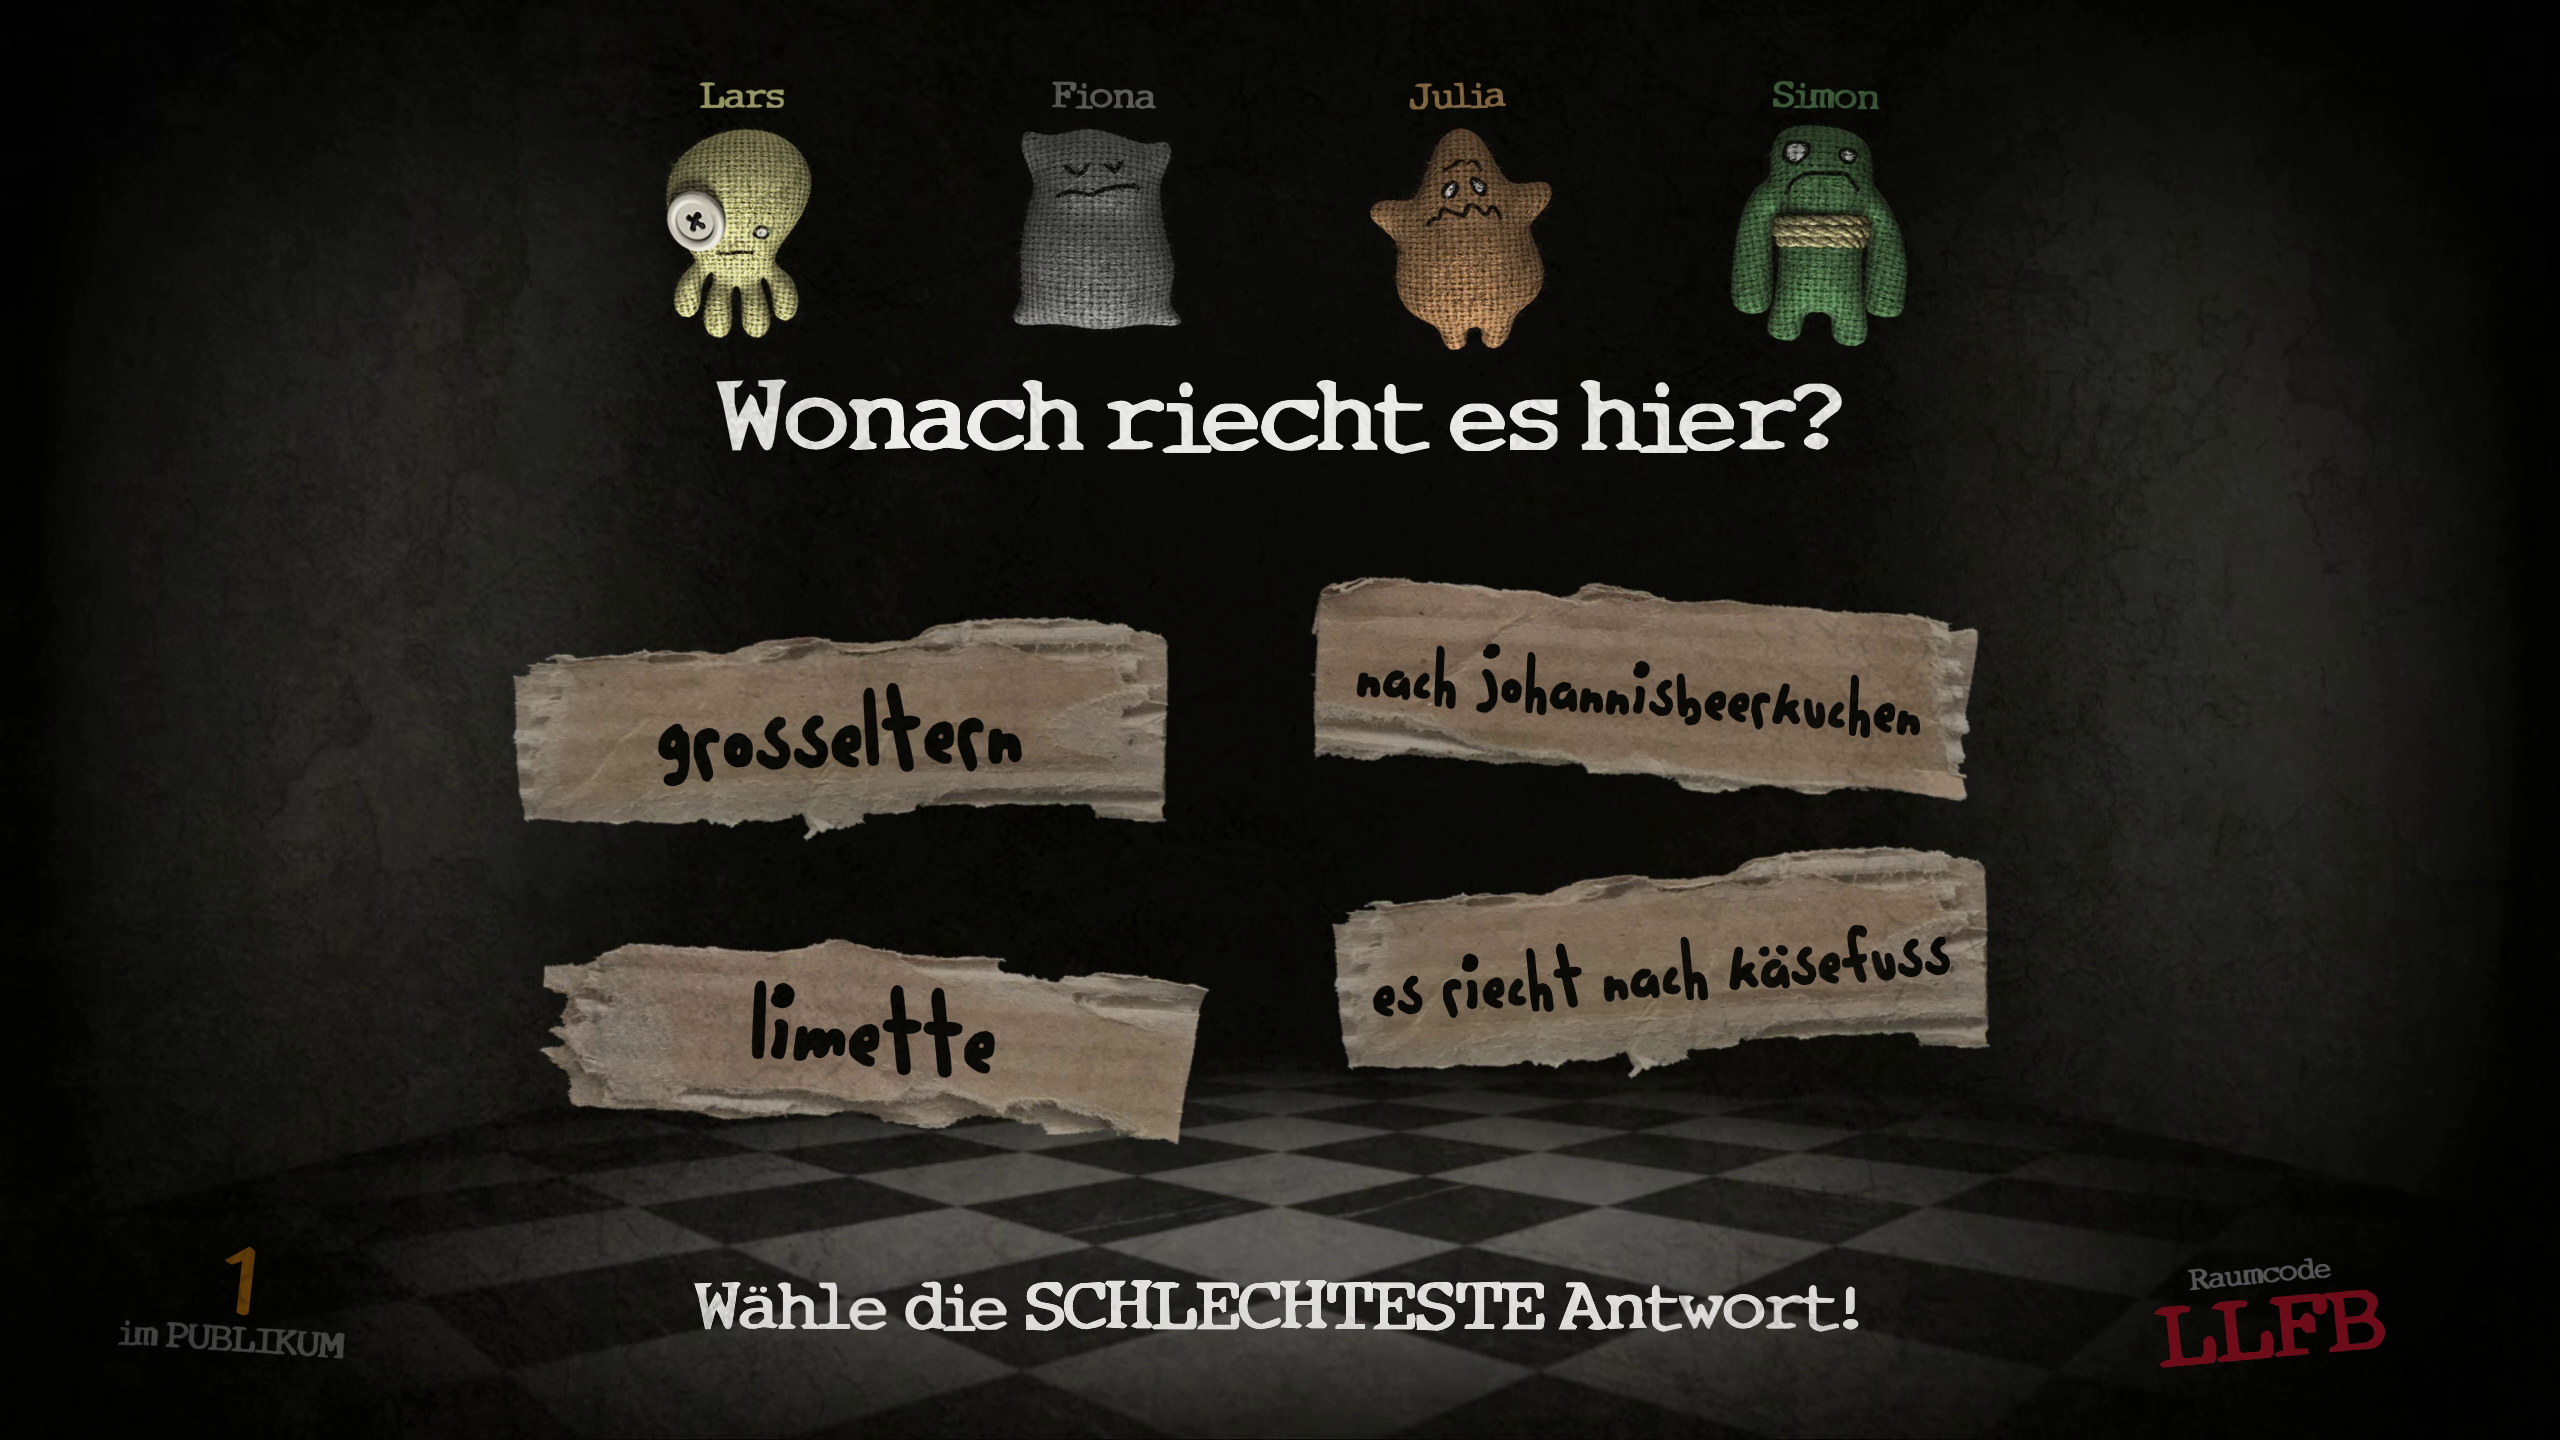 Lars
Fiona
Julia
Simon
Wonach riecht es hier?
grosseltern
nach johannisbeerkuchen
limette
es riecht nach käsefuss
Wähle die SCHLECHTESTE Antwort!
1
im PUBLIKUM
Raumcode
LLFB